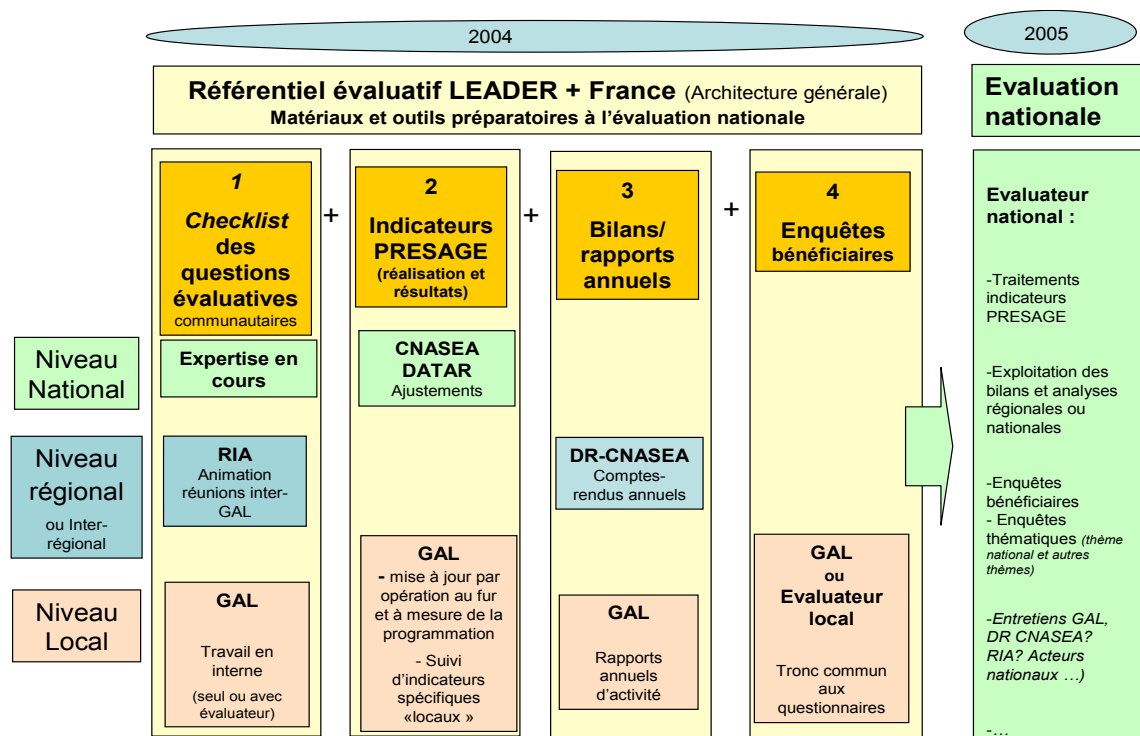 2004
2005
Référentiel évaluatif LEADER + France (Architecture générale)
Matériaux et outils préparatoires à l'évaluation nationale
Evaluation
nationale
1
Checklist
des
questions
évaluatives
communautaires
+
2
Indicateurs
PRESAGE
(réalisation et
résultats)
+
3
Bilans/
rapports
annuels
+
4
Enquêtes
bénéficiaires
Niveau
National
Expertise en
cours
CNASEA
DATAR
Ajustements
Niveau
régional
ou Inter-
régional
RIA
Animation
réunions inter-
GAL
DR-CNASEA
Comptes-
rendus annuels
Niveau
Local
GAL
Travail en
interne
(seul ou avec
évaluateur)
GAL
- mise à jour par
opération au fur
et à mesure de la
programmation
- Suivi
d'indicateurs
spécifiques
«locaux »
GAL
Rapports
annuels
d'activité
GAL
ou
Evaluateur
local
Tronc commun
aux
questionnaires
Evaluateur
national :
-Traitements
indicateurs
PRESAGE
-Exploitation des
bilans et analyses
régionales ou
nationales
-Enquêtes
bénéficiaires
- Enquêtes
thématiques (thème
national et autres
thèmes)
-Entretiens GAL,
DR CNASEA?
RIA? Acteurs
nationaux …)
-…